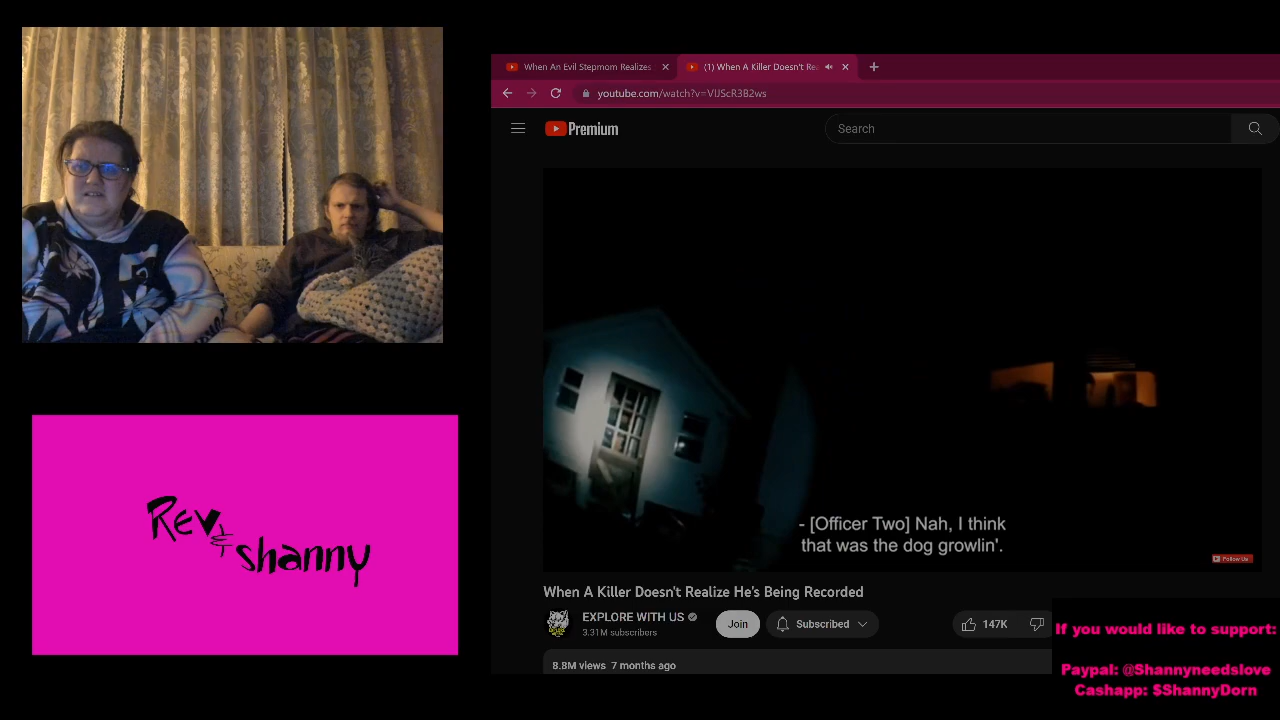 When An Evil Stepmom Realizes
(1) When A Killer Doesn't Re
youtube.com/watch?v=VlJScR3B2ws
Premium
Search
- [Officer Two] Nah, I think
that was the dog growlin'.
Follow Us
When A Killer Doesn't Realize He's Being Recorded
EXPLORE WITH US
3.31M subscribers
Join
Subscribed
147K
8.8M views 7 months ago
Rev
&
shanny
If you would like to support:
Paypal: @Shannyneedslove
Cashapp: $ShannyDorn